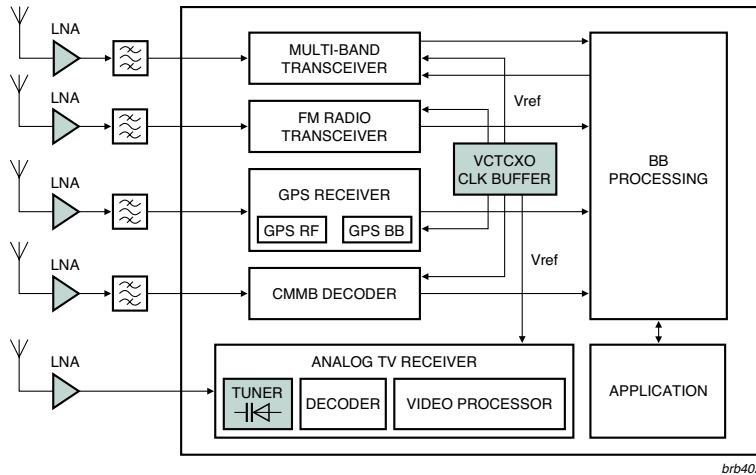 LNA
MULTI-BAND
TRANSCEIVER
LNA
Vref
FM RADIO
TRANSCEIVER
VCTCXO
CLK BUFFER
BB
PROCESSING
LNA
GPS RECEIVER
GPS RF
GPS BB
LNA
Vref
CMMB DECODER
LNA
ANALOG TV RECEIVER
TUNER
DECODER
VIDEO PROCESSOR
APPLICATION